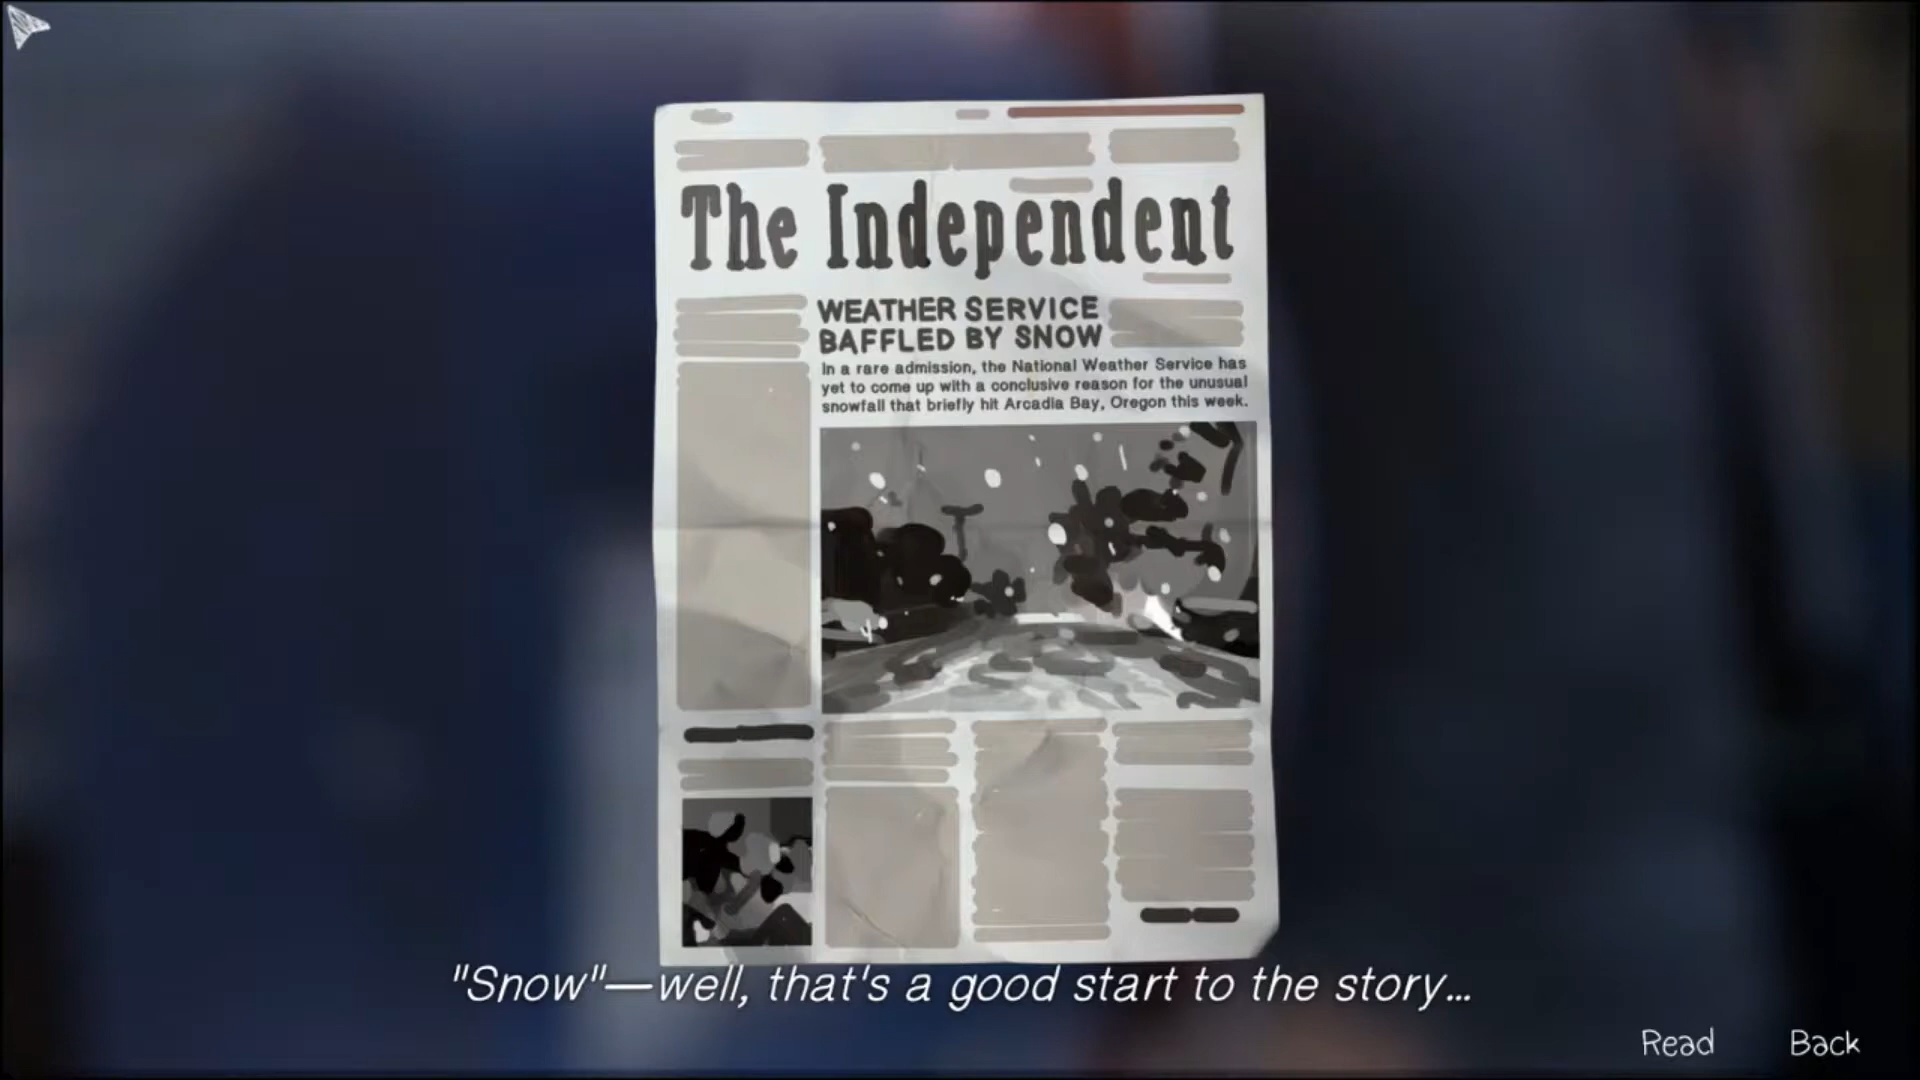 The Independent
WEATHER SERVICE
BAFFLED BY SNOW
In a rare admission, the National Weather Service has
yet to come up with a conclusive reason for the unusual
snowfall that briefly hit Arcadia Bay, Oregon this week.
"Snow"—well, that's a good start to the story...
Read Back